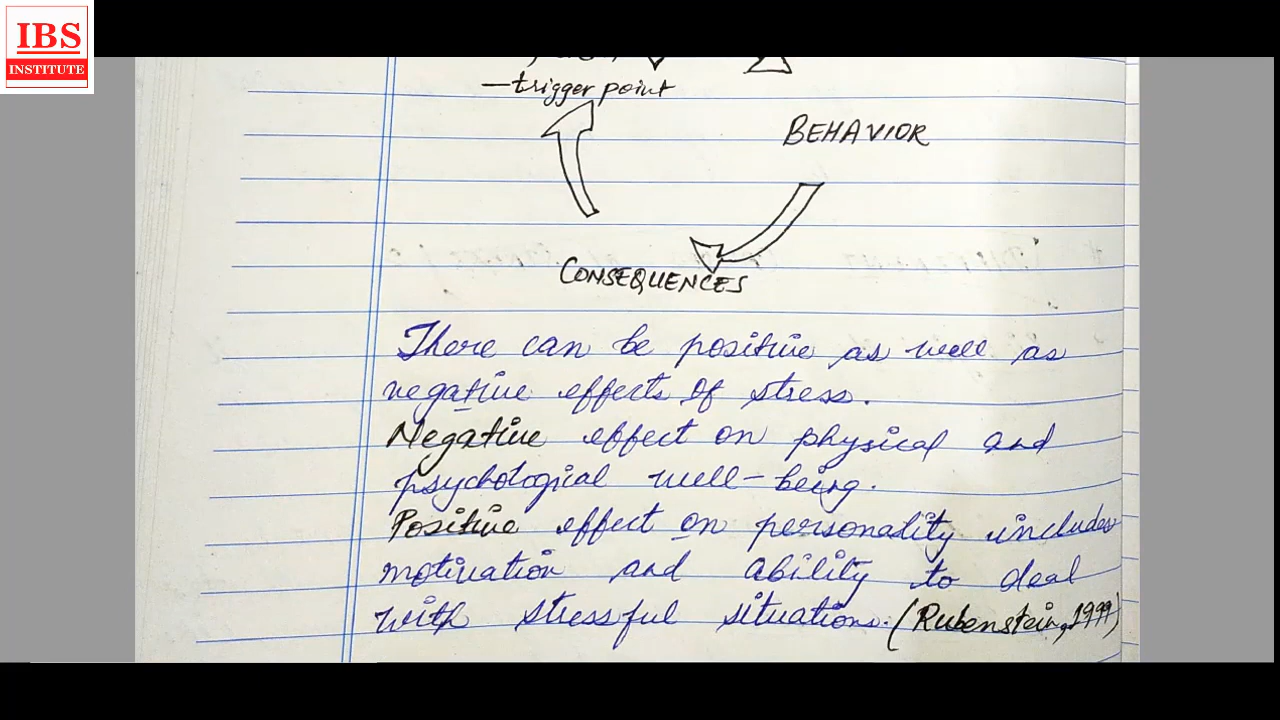 IBS
INSTITUTE
—trigger point
BEHAVIOR
CONSEQUENCES
There can be positive as well as
negative effects of stress.
Negative effect on physical and
psychological well-being.
Positive effect on personality includes
motivation and ability to deal
with stressful situations. (Rubenstein, 1999)